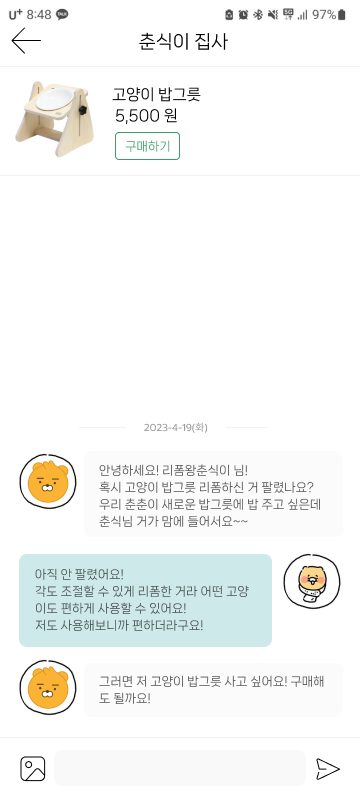 U+ 8:48 TALK 5G 97%
춘식이 집사
고양이 밥그릇
5,500 원
구매하기
2023-4-19(화)
안녕하세요! 리폼왕춘식이 님!
혹시 고양이 밥그릇 리폼하신 거 팔렸나요?
우리 춘춘이 새로운 밥그릇에 밥 주고 싶은데
춘식님 거가 맘에 들어서요~~
아직 안 팔렸어요!
각도 조절할 수 있게 리폼한 거라 어떤 고양
이도 편하게 사용할 수 있어요!
저도 사용해보니까 편하더라구요!
그러면 저 고양이 밥그릇 사고 싶어요! 구매해
도 될까요!